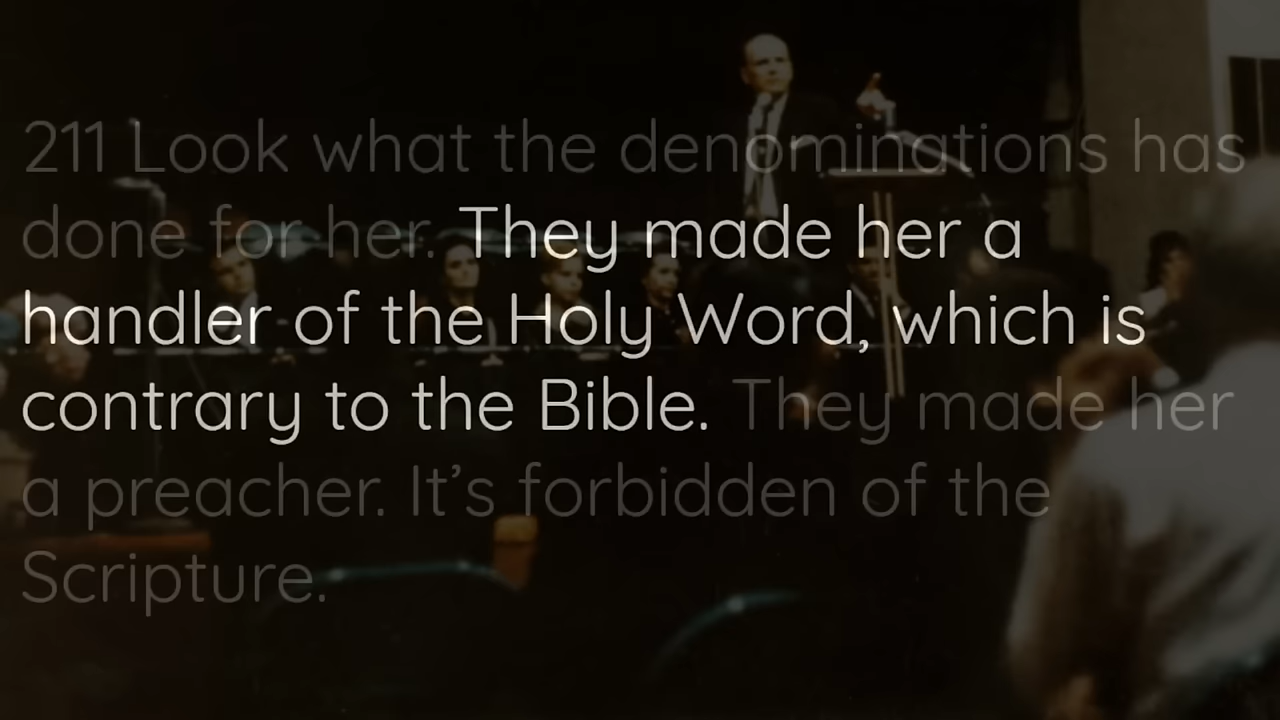 211 Look what the denominations has
done for her. They made her a
handler of the Holy Word, which is
contrary to the Bible. They made her
a preacher. It’s forbidden of the
Scripture.